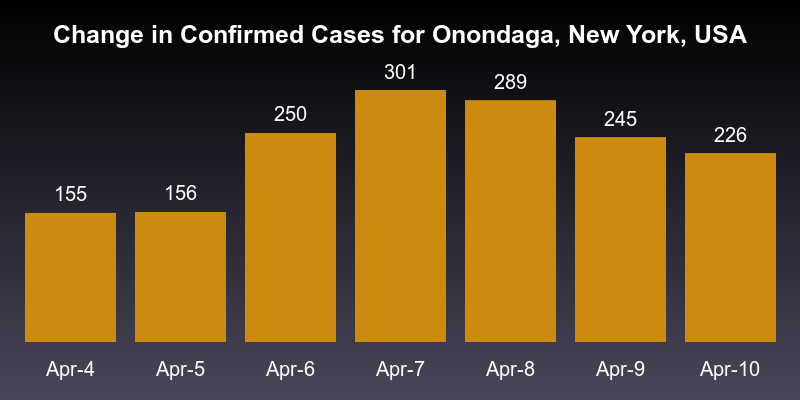 Change in Confirmed Cases for Onondaga, New York, USA
155 156 250 301 289 245 226
Apr-4 Apr-5 Apr-6 Apr-7 Apr-8 Apr-9 Apr-10